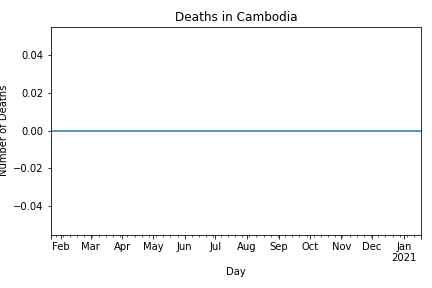 Deaths in Cambodia
0.04
0.02
0.00
−0.02
−0.04
Number of Deaths
Feb Mar Apr May Jun Jul Aug Sep Oct Nov Dec Jan
2021
Day